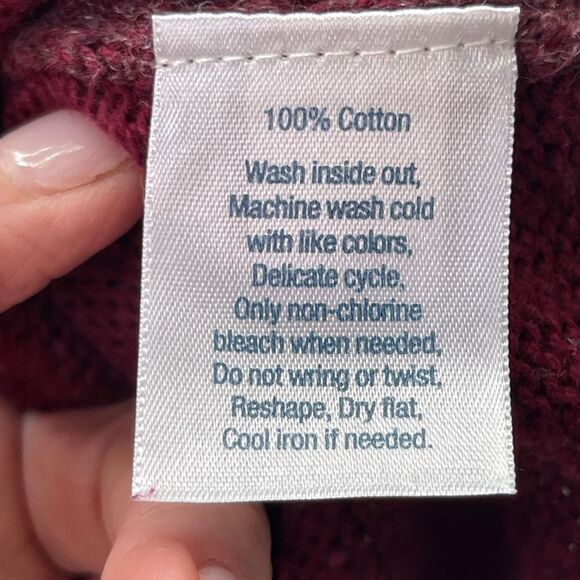 100% Cotton
Wash inside out,
Machine wash cold
with like colors,
Delicate cycle,
Only non-chlorine
bleach when needed,
Do not wring or twist,
Reshape, Dry flat.
Cool iron if needed.